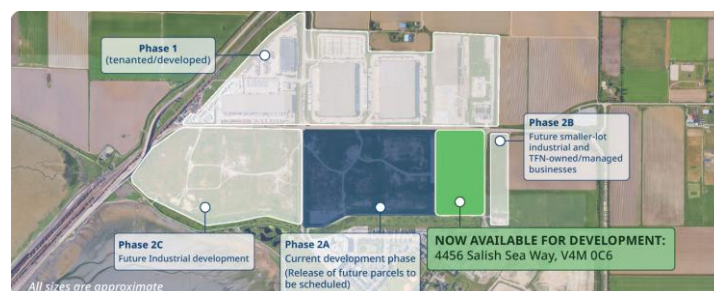 Phase 1
(tenanted/developed)
Phase 2B
Future smaller-lot
industrial and
TFN-owned/managed
businesses
Phase 2C
Future Industrial development
Phase 2A
Current development phase
(Release of future parcels to
be scheduled)
NOW AVAILABLE FOR DEVELOPMENT:
4456 Salish Sea Way, V4M 0C6
All sizes are approximate